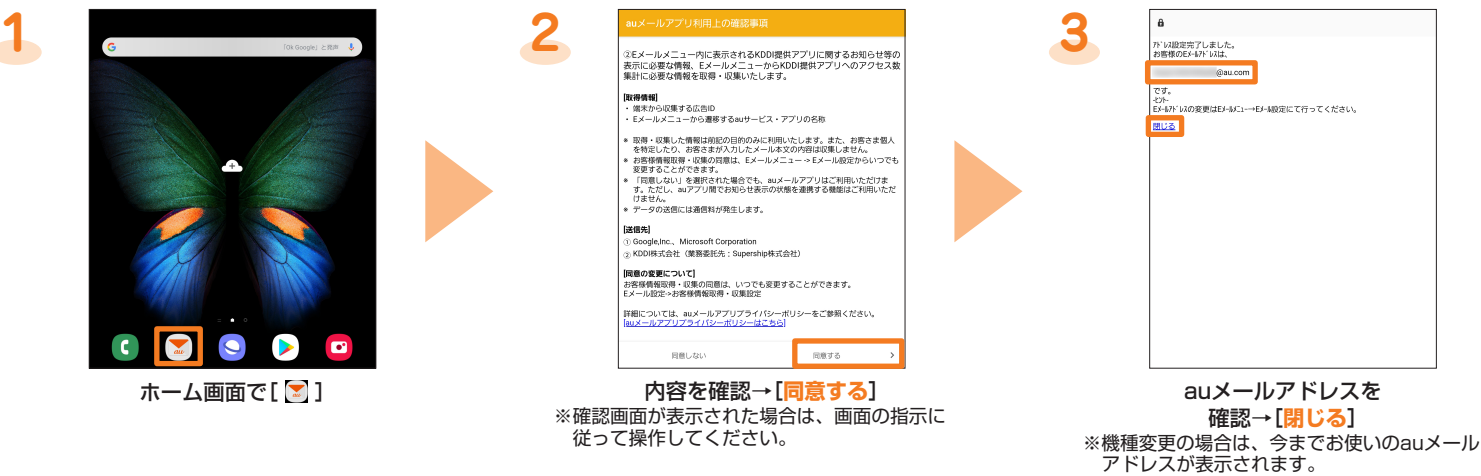 1
G 「Ok Google」と発声
au
ホーム画面で[ au ]
2
auメールアプリ利用上の確認事項
②Eメールメニュー内に表示されるKDDI提供アプリに関するお知らせ等の
表示に必要な情報、EメールメニューからKDDI提供アプリへのアクセス数
集計に必要な情報を取得・収集いたします。
[取得情報]
・ 端末から収集する広告ID
・ Eメールメニューから遷移するauサービス・アプリの名称
※ 取得・収集した情報は前記の目的のみに利用いたします。また、お客さま個人
を特定したり、お客さまが入力したメール本文の内容は収集しません。
※ お客様情報取得・収集の同意は、Eメールメニュー -> Eメール設定からいつでも
変更することができます。
※ 「同意しない」を選択された場合でも、auメールアプリはご利用いただけま
す。ただし、auアプリ間でお知らせ表示の状態を連携する機能はご利用いただ
けません。
※ データの送信には通信料が発生します。
[送信先]
① Google,Inc.、Microsoft Corporation
② KDDI株式会社（業務委託先：Supership株式会社）
[同意の変更について]
お客様情報取得・収集の同意は、いつでも変更することができます。
Eメール設定->お客様情報取得・収集設定
詳細については、auメールアプリプライバシーポリシーをご参照ください。
[auメールアプリプライバシーポリシーはこちら]
同意しない 同意する >
内容を確認→[同意する]
※確認画面が表示された場合は、画面の指示に
従って操作してください。
3
ｱﾄﾞﾚｽ設定完了しました。
お客様のEﾒｰﾙｱﾄﾞﾚｽは、
@au.com
です。
-ﾋﾝﾄ-
Eﾒｰﾙｱﾄﾞﾚｽの変更はEﾒｰﾙﾒﾆｭｰ→Eﾒｰﾙ設定にて行ってください。
閉じる
auメールアドレスを
確認→[閉じる]
※機種変更の場合は、今までお使いのauメール
アドレスが表示されます。